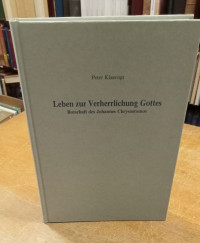 Peter Klasvogt
Leben zur Verherrlichung Gottes
Botschaft des Johannes Chrysostomos